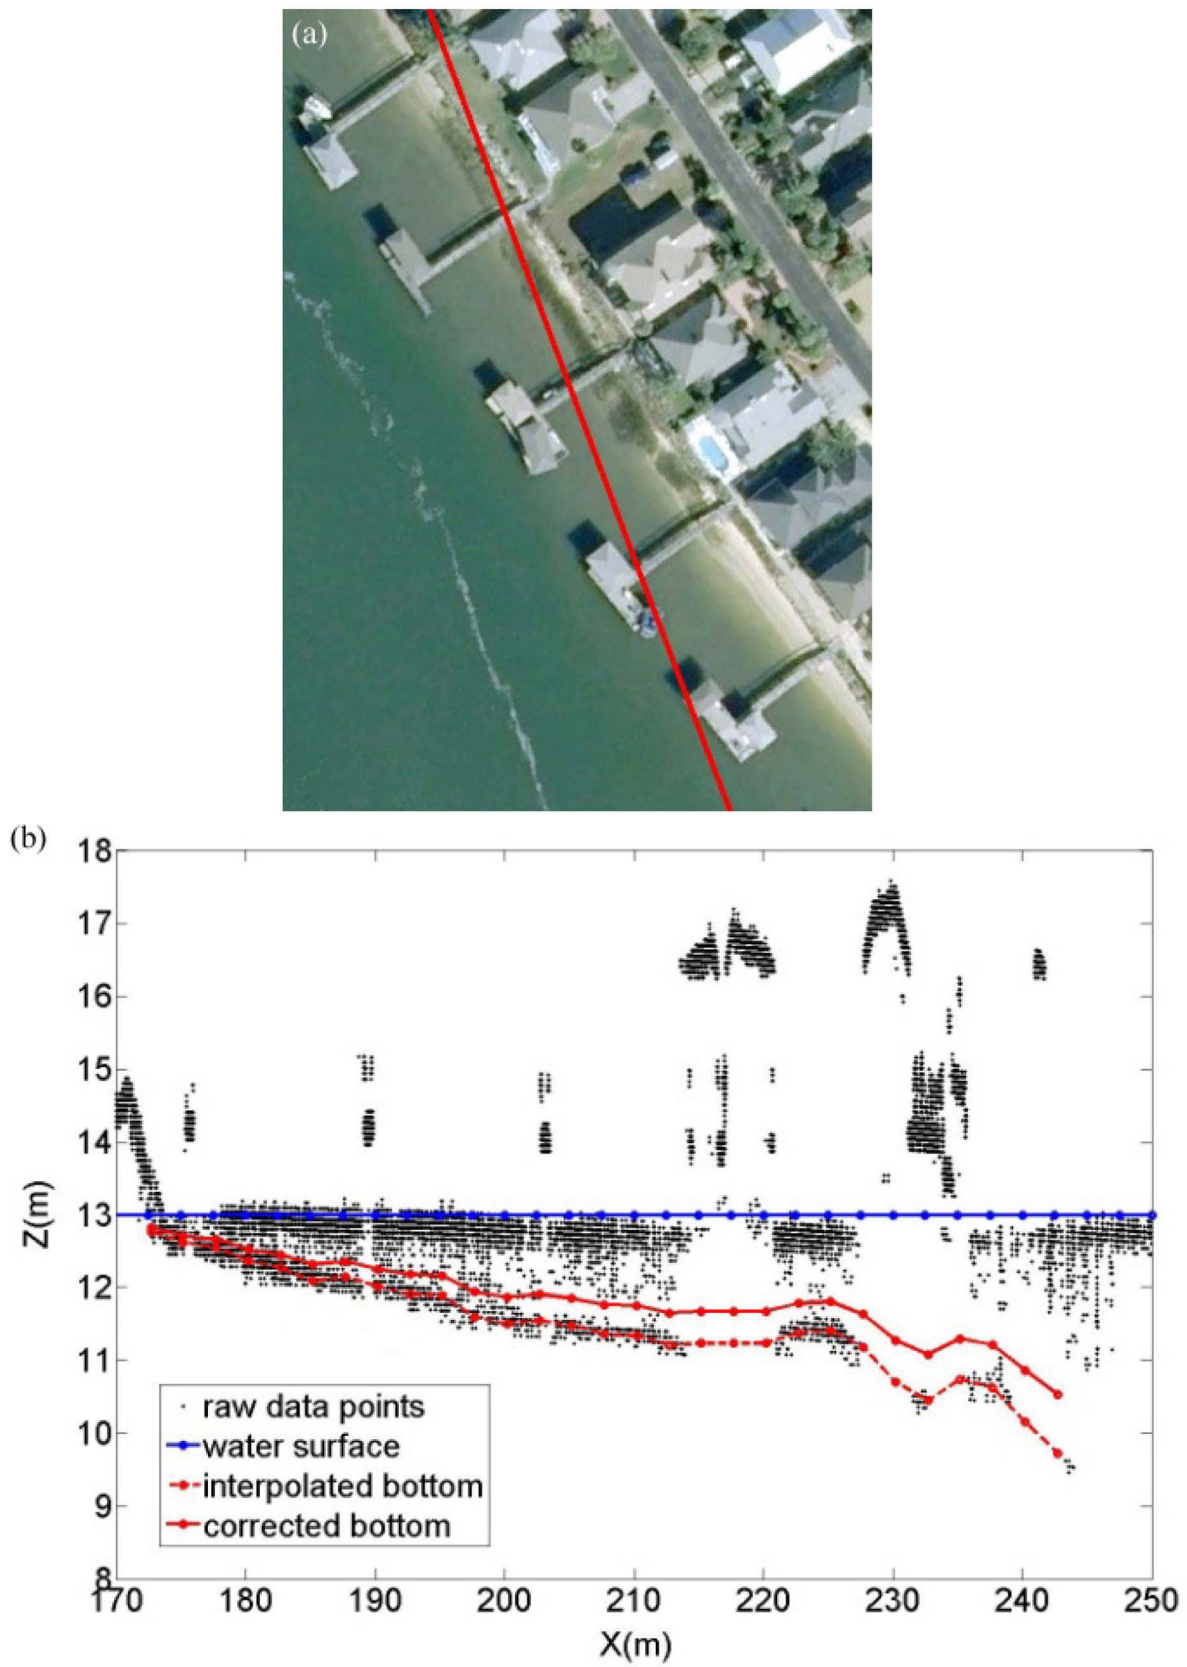 (a)
(b)
18
17
16
15
14
13
12
11
10
9
8
Z(m)
raw data points
water surface
interpolated bottom
corrected bottom
170 180 190 200 210 220 230 240 250
X(m)